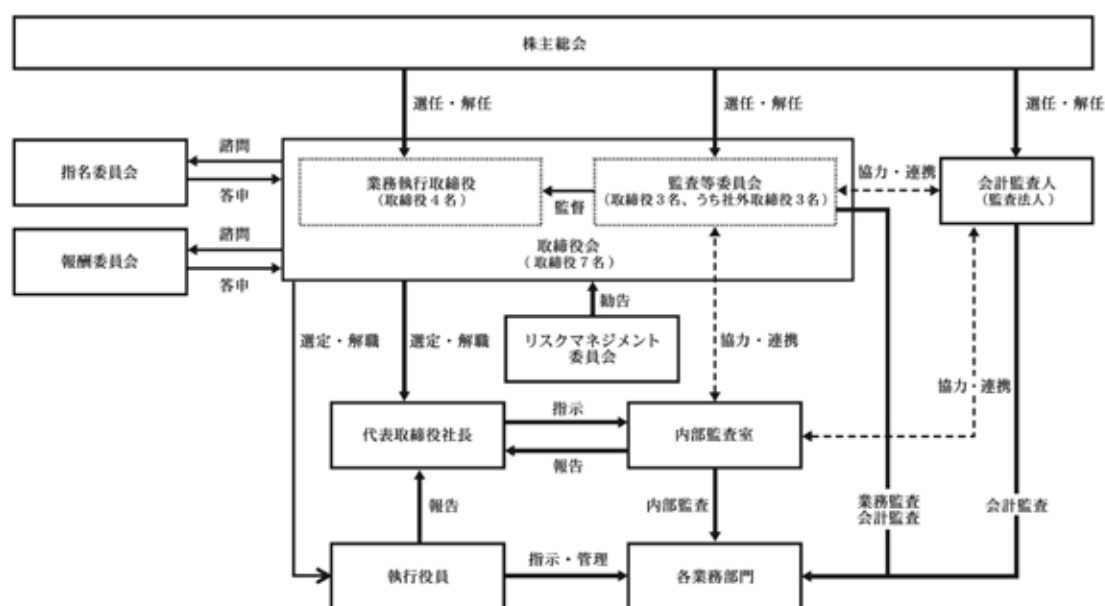 株主総会
選任・解任
選任・解任
選任・解任
指名委員会
諮問
答申
業務執行取締役
(取締役4名)
監督
監査等委員会
(取締役3名、うち社外取締役3名)
協力・連携
会計監査人
(監査法人)
報酬委員会
諮問
答申
取締役会
(取締役7名)
勧告
選定・解職
選定・解職
リスクマネジメント
委員会
協力・連携
協力・連携
代表取締役社長
指示
報告
内部監査室
報告
内部監査
業務監査
会計監査
会計監査
執行役員
指示・管理
各業務部門